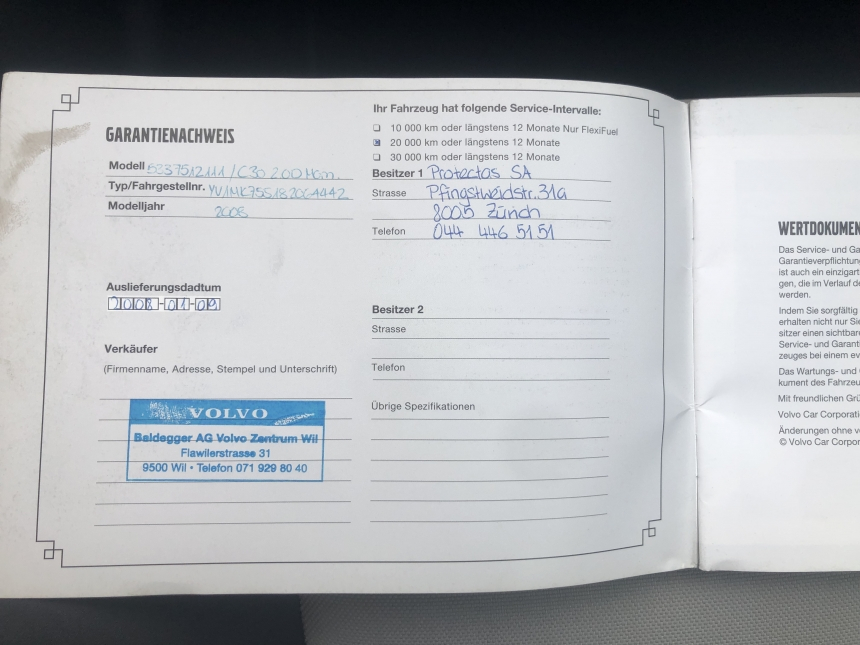 GARANTIENACHWEIS
Modell 5337512111 / C30 2.0D Mom.
Typ/Fahrgestellnr. YV1MK755182064442
Modelljahr 2008
Auslieferungsdadtum
2008-01-09
Verkäufer
(Firmenname, Adresse, Stempel und Unterschrift)
VOLVO
Baldegger AG Volvo Zentrum Wil
Flawilerstrasse 31
9500 Wil • Telefon 071 929 80 40
Ihr Fahrzeug hat folgende Service-Intervalle:
10 000 km oder längstens 12 Monate Nur FlexiFuel
20 000 km oder längstens 12 Monate
30 000 km oder längstens 12 Monate
Besitzer 1 Protectas SA
Strasse Pfingstweidstr. 31a
8005 Zürich
Telefon 044 446 51 51
Besitzer 2
Strasse
Telefon
Übrige Spezifikationen
WERTDOKUMEN
Das Service- und Ga
Garantieverpflichtun
ist auch ein einzigart
gen, die im Verlauf de
werden.
Indem Sie sorgfältig
erhalten nicht nur Sie
sitzer einen sichtbare
Service- und Garanti
zeuges bei einem ev
Das Wartungs- und
kument des Fahrzeu
Mit freundlichen Grü
Volvo Car Corporati
Änderungen ohne v
© Volvo Car Corpor